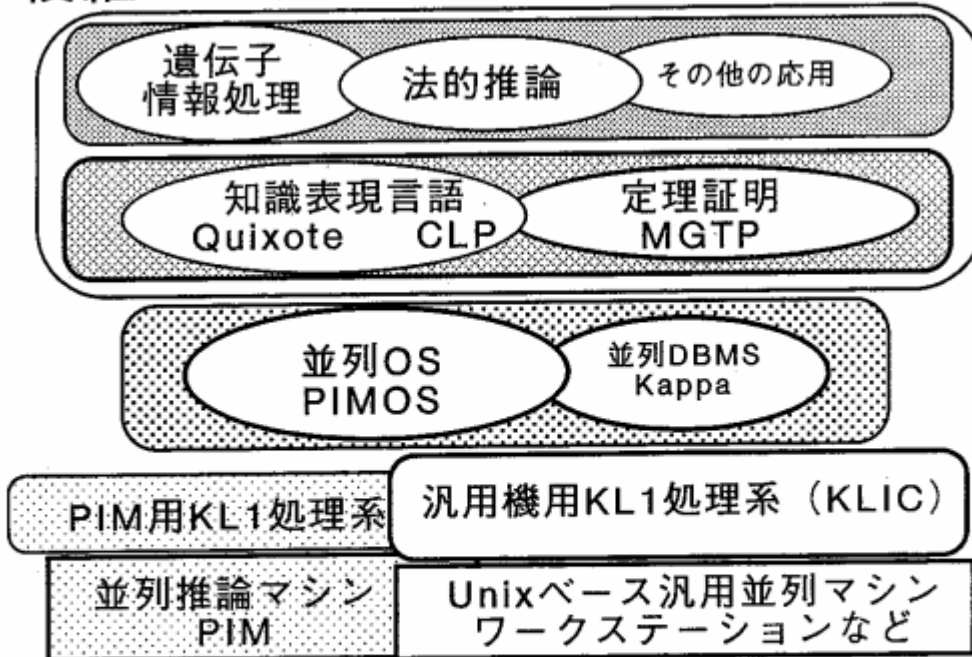 遺伝子
情報処理
法的推論
その他の応用
知識表現言語
Quixote CLP
定理証明
MGTP
並列OS
PIMOS
並列DBMS
Kappa
PIM用KL1処理系
汎用機用KL1処理系（KLIC）
並列推論マシン
PIM
Unixベース汎用並列マシン
ワークステーションなど